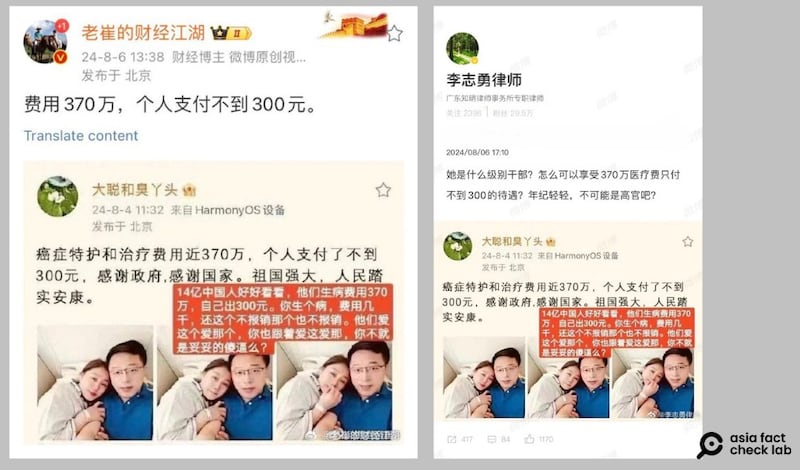 老崔的财经江湖 II
24-8-6 13:38 财经博主 微博原创视...
发布于 北京
费用370万，个人支付不到300元。
Translate content
大聪和臭丫头
24-8-4 11:32 来自HarmonyOS设备
发布于 北京
癌症特护和治疗费用近370万，个人支付了不到
300元，感谢政府,感谢国家。祖国强大，人民踏
实安康。
14亿中国人好好看看，他们生病费用370
万，自己出300元。你生个病，费用几
千，还这个不报销那个也不报销。他们爱
这个爱那个，你也跟着爱这爱那，你不就
是妥妥的傻逼么？
@老崔的财经江湖
李志勇律师
广东知明律师事务所专职律师
关注 2396 | 粉丝 29.5万
2024/08/06 17:10
她是什么级别干部？怎么可以享受370万医疗费只付
不到300的待遇？年纪轻轻，不可能是高官吧？
大聪和臭丫头
24-8-4 11:32 来自HarmonyOS设备
发布于 北京
癌症特护和治疗费用近370万，个人支付了不到
300元，感谢政府,感谢国家。祖国强大，人民踏
实安康。
14亿中国人好好看看，他们生病费用370
万，自己出300元。你生个病，费用几
千，还这个不报销那个也不报销。他们爱
这个爱那个，你也跟着爱这爱那，你不就
是妥妥的傻逼么？
@李志勇律师
417 84 1170
asia fact
check lab